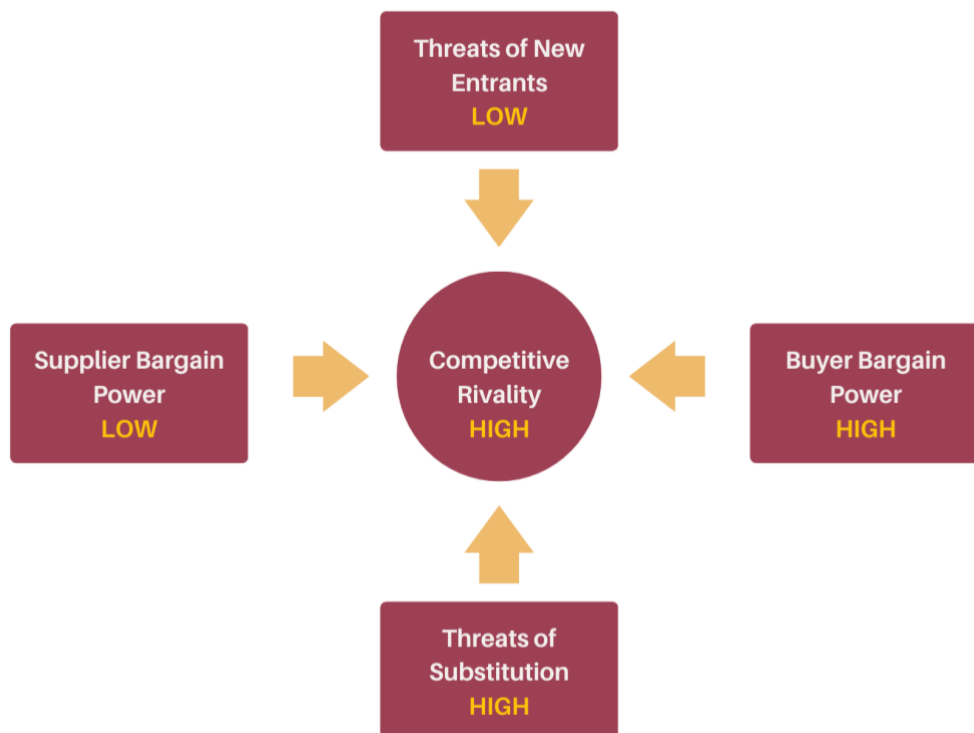 Threats of New
Entrants
LOW
Supplier Bargain
Power
LOW
Competitive
Rivality
HIGH
Buyer Bargain
Power
HIGH
Threats of
Substitution
HIGH